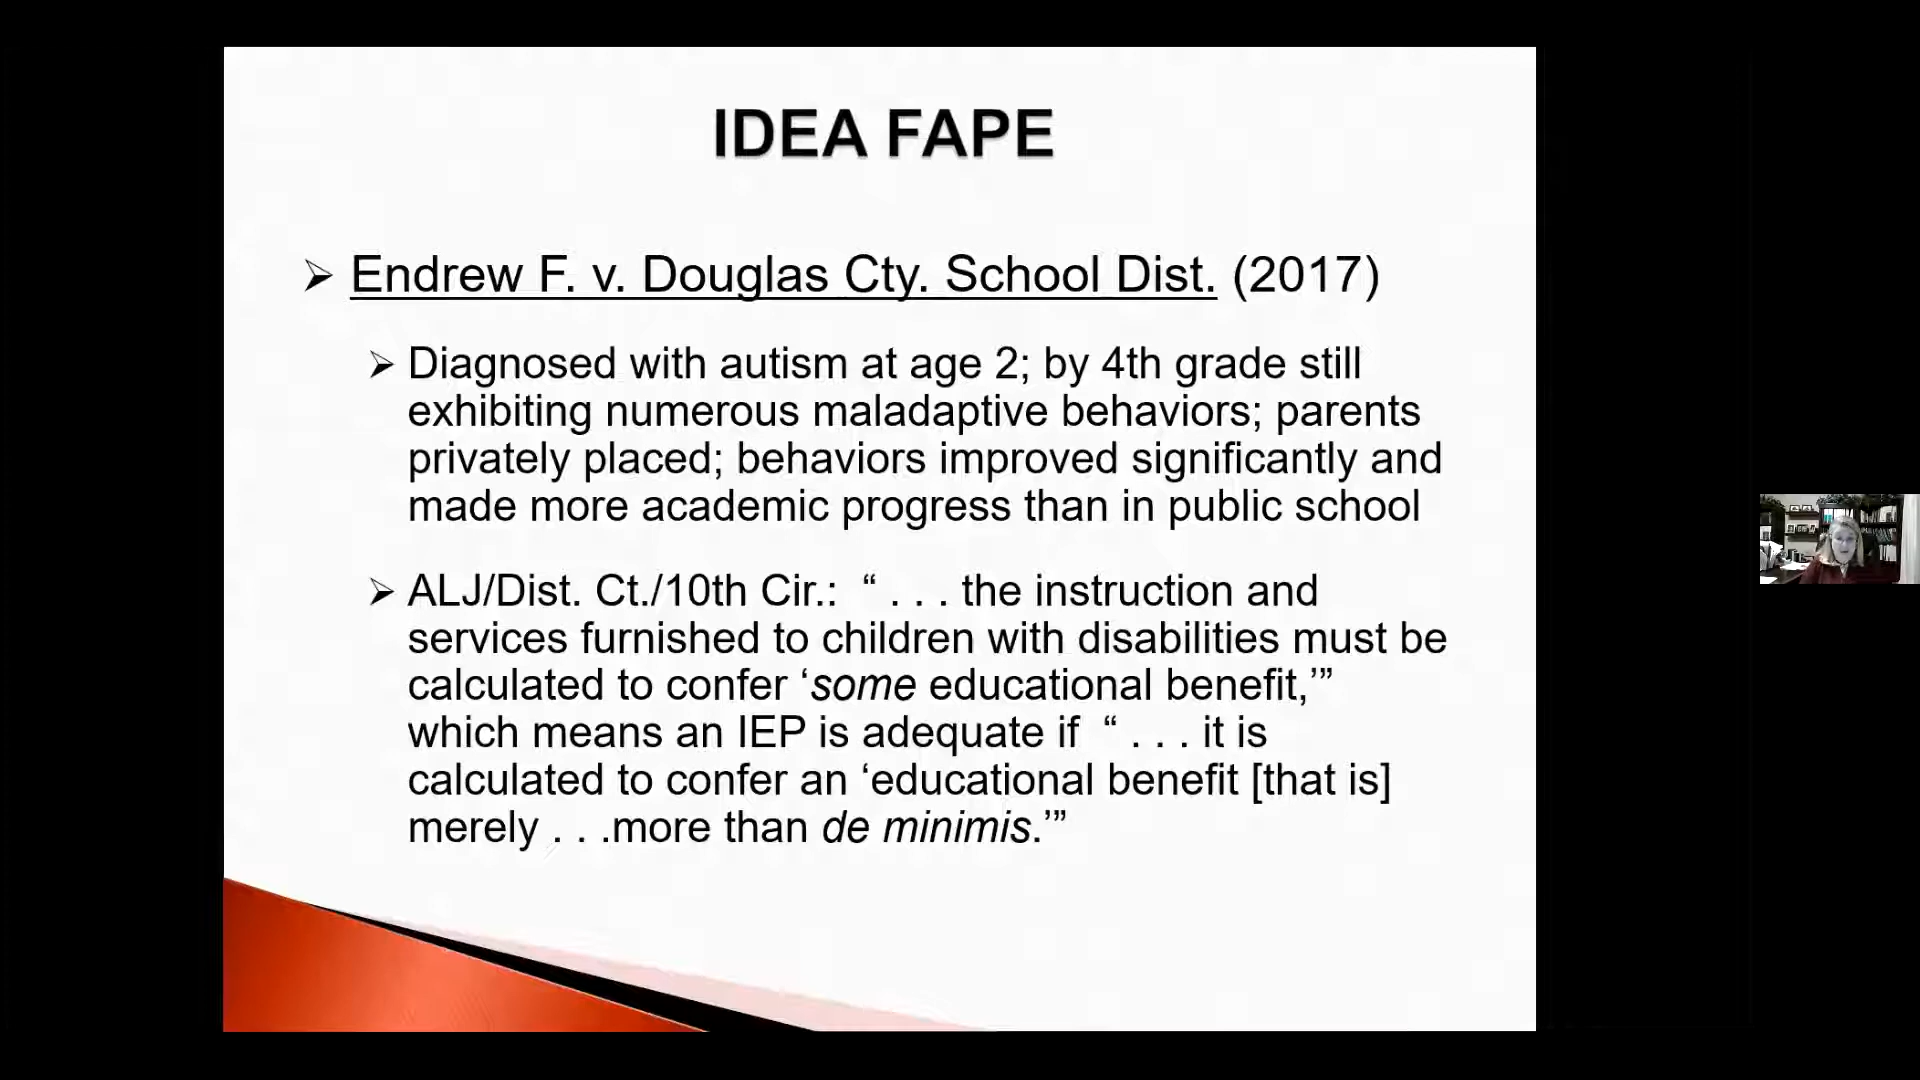 IDEA FAPE
➢ Endrew F. v. Douglas Cty. School Dist. (2017)
➢ Diagnosed with autism at age 2; by 4th grade still
exhibiting numerous maladaptive behaviors; parents
privately placed; behaviors improved significantly and
made more academic progress than in public school
➢ ALJ/Dist. Ct./10th Cir.:  “ . . . the instruction and
services furnished to children with disabilities must be
calculated to confer ‘some educational benefit,’”
which means an IEP is adequate if  “ . . . it is
calculated to confer an ‘educational benefit [that is]
merely . . .more than de minimis.’”